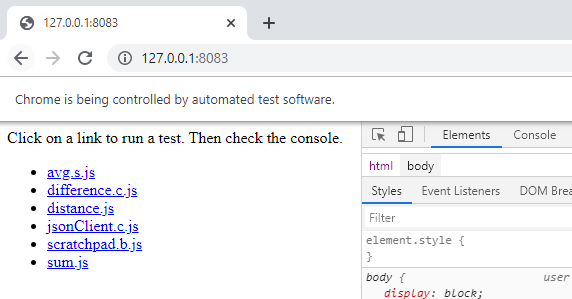 127.0.0.1:8083
127.0.0.1:8083
Chrome is being controlled by automated test software.
Click on a link to run a test. Then check the console.
avg.s.js
difference.c.js
distance.js
jsonClient.c.js
scratchpad.b.js
sum.js
Elements Console
html body
Styles Event Listeners DOM Brea
Filter
element.style {
}
body { user
display: block;